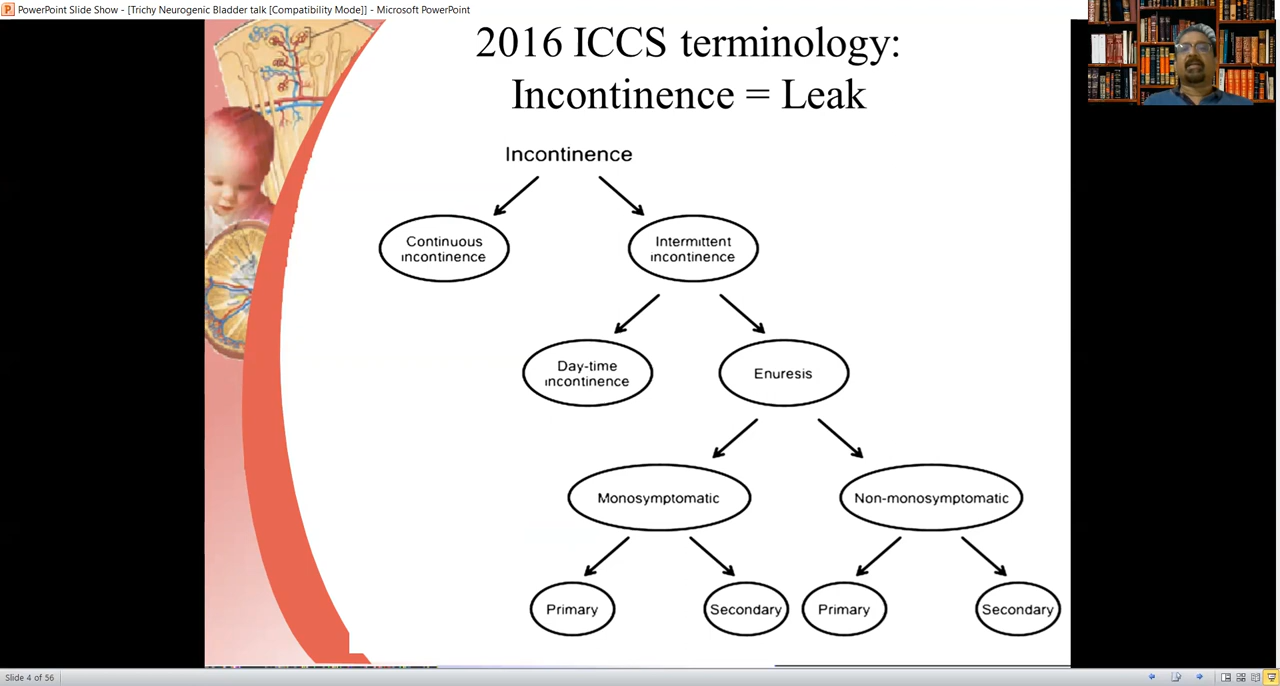 PowerPoint Slide Show - [Trichy Neurogenic Bladder talk [Compatibility Mode]] - Microsoft PowerPoint
2016 ICCS terminology:
Incontinence = Leak
Incontinence
Continuous
incontinence
Intermittent
incontinence
Day-time
incontinence
Enuresis
Monosymptomatic
Non-monosymptomatic
Primary
Secondary
Primary
Secondary
Slide 4 of 56